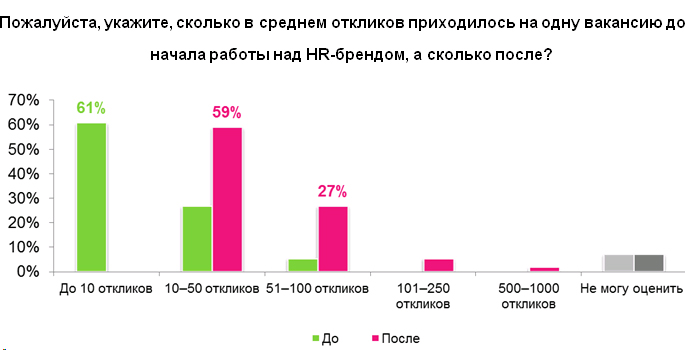 Пожалуйста, укажите, сколько в среднем откликов приходилось на одну вакансию до
начала работы над HR-брендом, а сколько после?
70%
60%
50%
40%
30%
20%
10%
0%
61%
59%
27%
До 10 откликов
10–50 откликов
51–100 откликов
101–250
откликов
500–1000
откликов
Не могу оценить
До
После